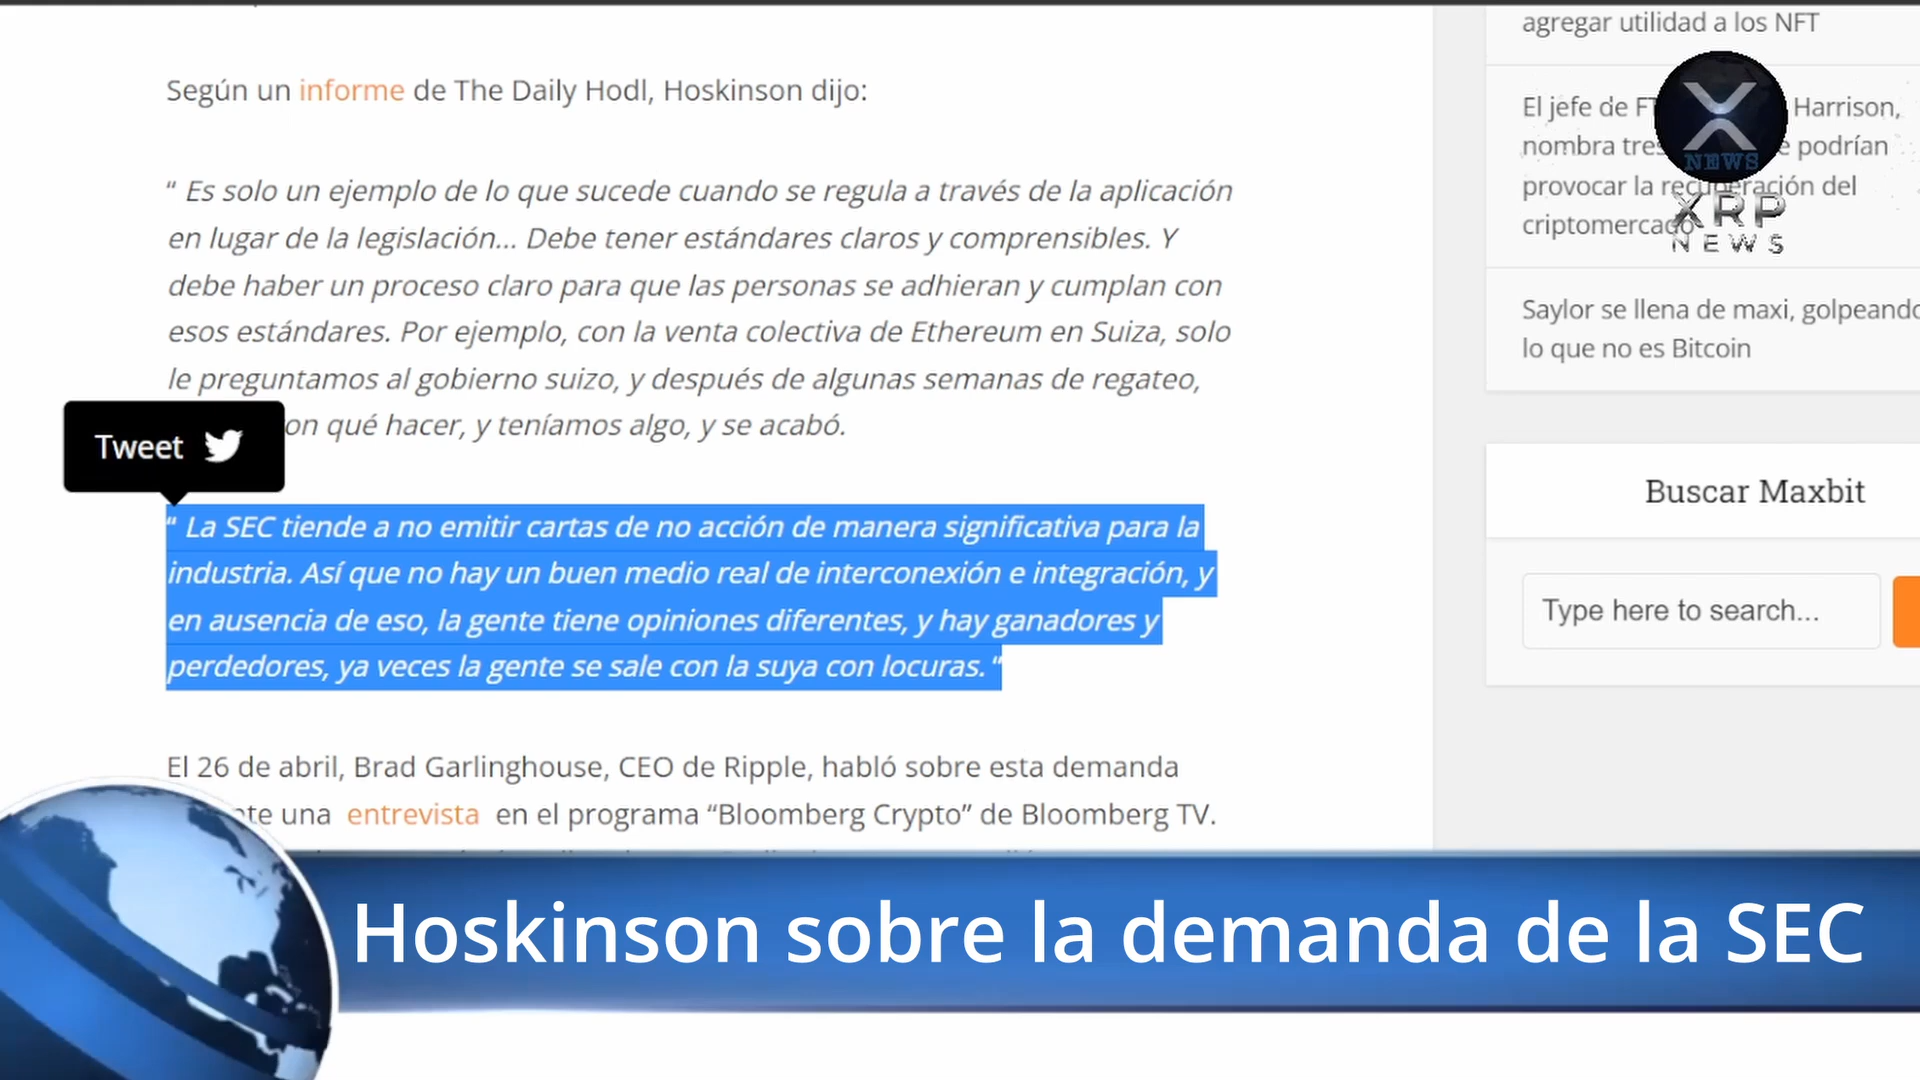 Según un informe de The Daily Hodl, Hoskinson dijo:
“ Es solo un ejemplo de lo que sucede cuando se regula a través de la aplicación
en lugar de la legislación... Debe tener estándares claros y comprensibles. Y
debe haber un proceso claro para que las personas se adhieran y cumplan con
esos estándares. Por ejemplo, con la venta colectiva de Ethereum en Suiza, solo
le preguntamos al gobierno suizo, y después de algunas semanas de regateo,
qué hacer, y teníamos algo, y se acabó.
Tweet
“ La SEC tiende a no emitir cartas de no acción de manera significativa para la
industria. Así que no hay un buen medio real de interconexión e integración, y
en ausencia de eso, la gente tiene opiniones diferentes, y hay ganadores y
perdedores, ya veces la gente se sale con la suya con locuras. “
El 26 de abril, Brad Garlinghouse, CEO de Ripple, habló sobre esta demanda
una entrevista en el programa “Bloomberg Crypto” de Bloomberg TV.
agregar utilidad a los NFT
El jefe de Harrison,
nombra podrían
provocar la recuperación del
criptomercado
X
NEWS
XRP
NEWS
Saylor se llena de maxi, golpeando
lo que no es Bitcoin
Buscar Maxbit
Type here to search...
Hoskinson sobre la demanda de la SEC